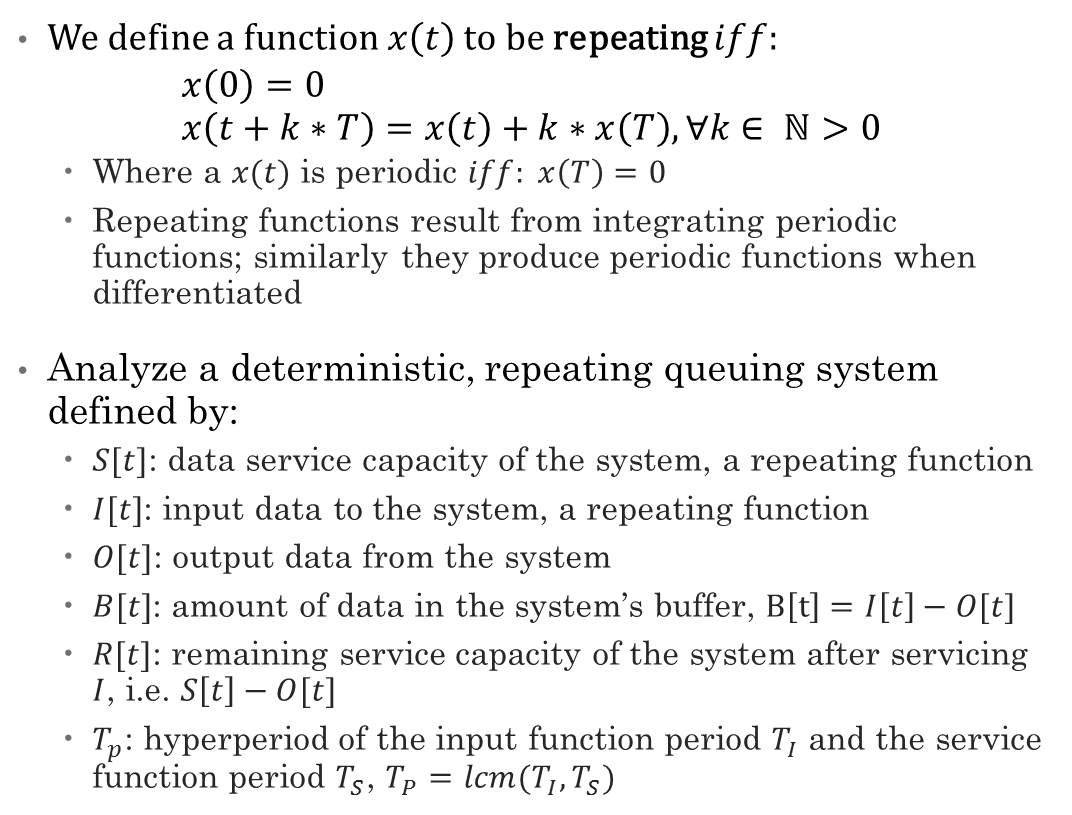 • We define a function x(t) to be repeating iff:
x(0) = 0
x(t + k ∗ T) = x(t) + k ∗ x(T), ∀k ∈ ℕ > 0
• Where a x(t) is periodic iff: x(T) = 0
• Repeating functions result from integrating periodic
functions; similarly they produce periodic functions when
differentiated
• Analyze a deterministic, repeating queuing system
defined by:
• S[t]: data service capacity of the system, a repeating function
• I[t]: input data to the system, a repeating function
• O[t]: output data from the system
• B[t]: amount of data in the system’s buffer, B[t] = I[t] − O[t]
• R[t]: remaining service capacity of the system after servicing
I, i.e. S[t] − O[t]
• Tₚ: hyperperiod of the input function period T_I and the service
function period T_S, T_P = lcm(T_I, T_S)